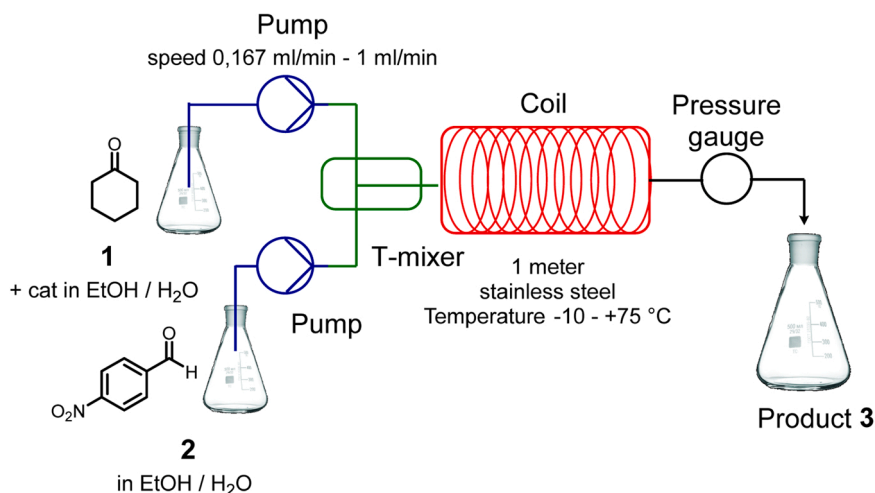 Pump
speed 0,167 ml/min - 1 ml/min
Coil
Pressure
gauge
O
1
+ cat in EtOH / H2O
T-mixer
1 meter
stainless steel
Temperature -10 - +75 °C
Pump
O
H
O2N
2
in EtOH / H2O
Product 3